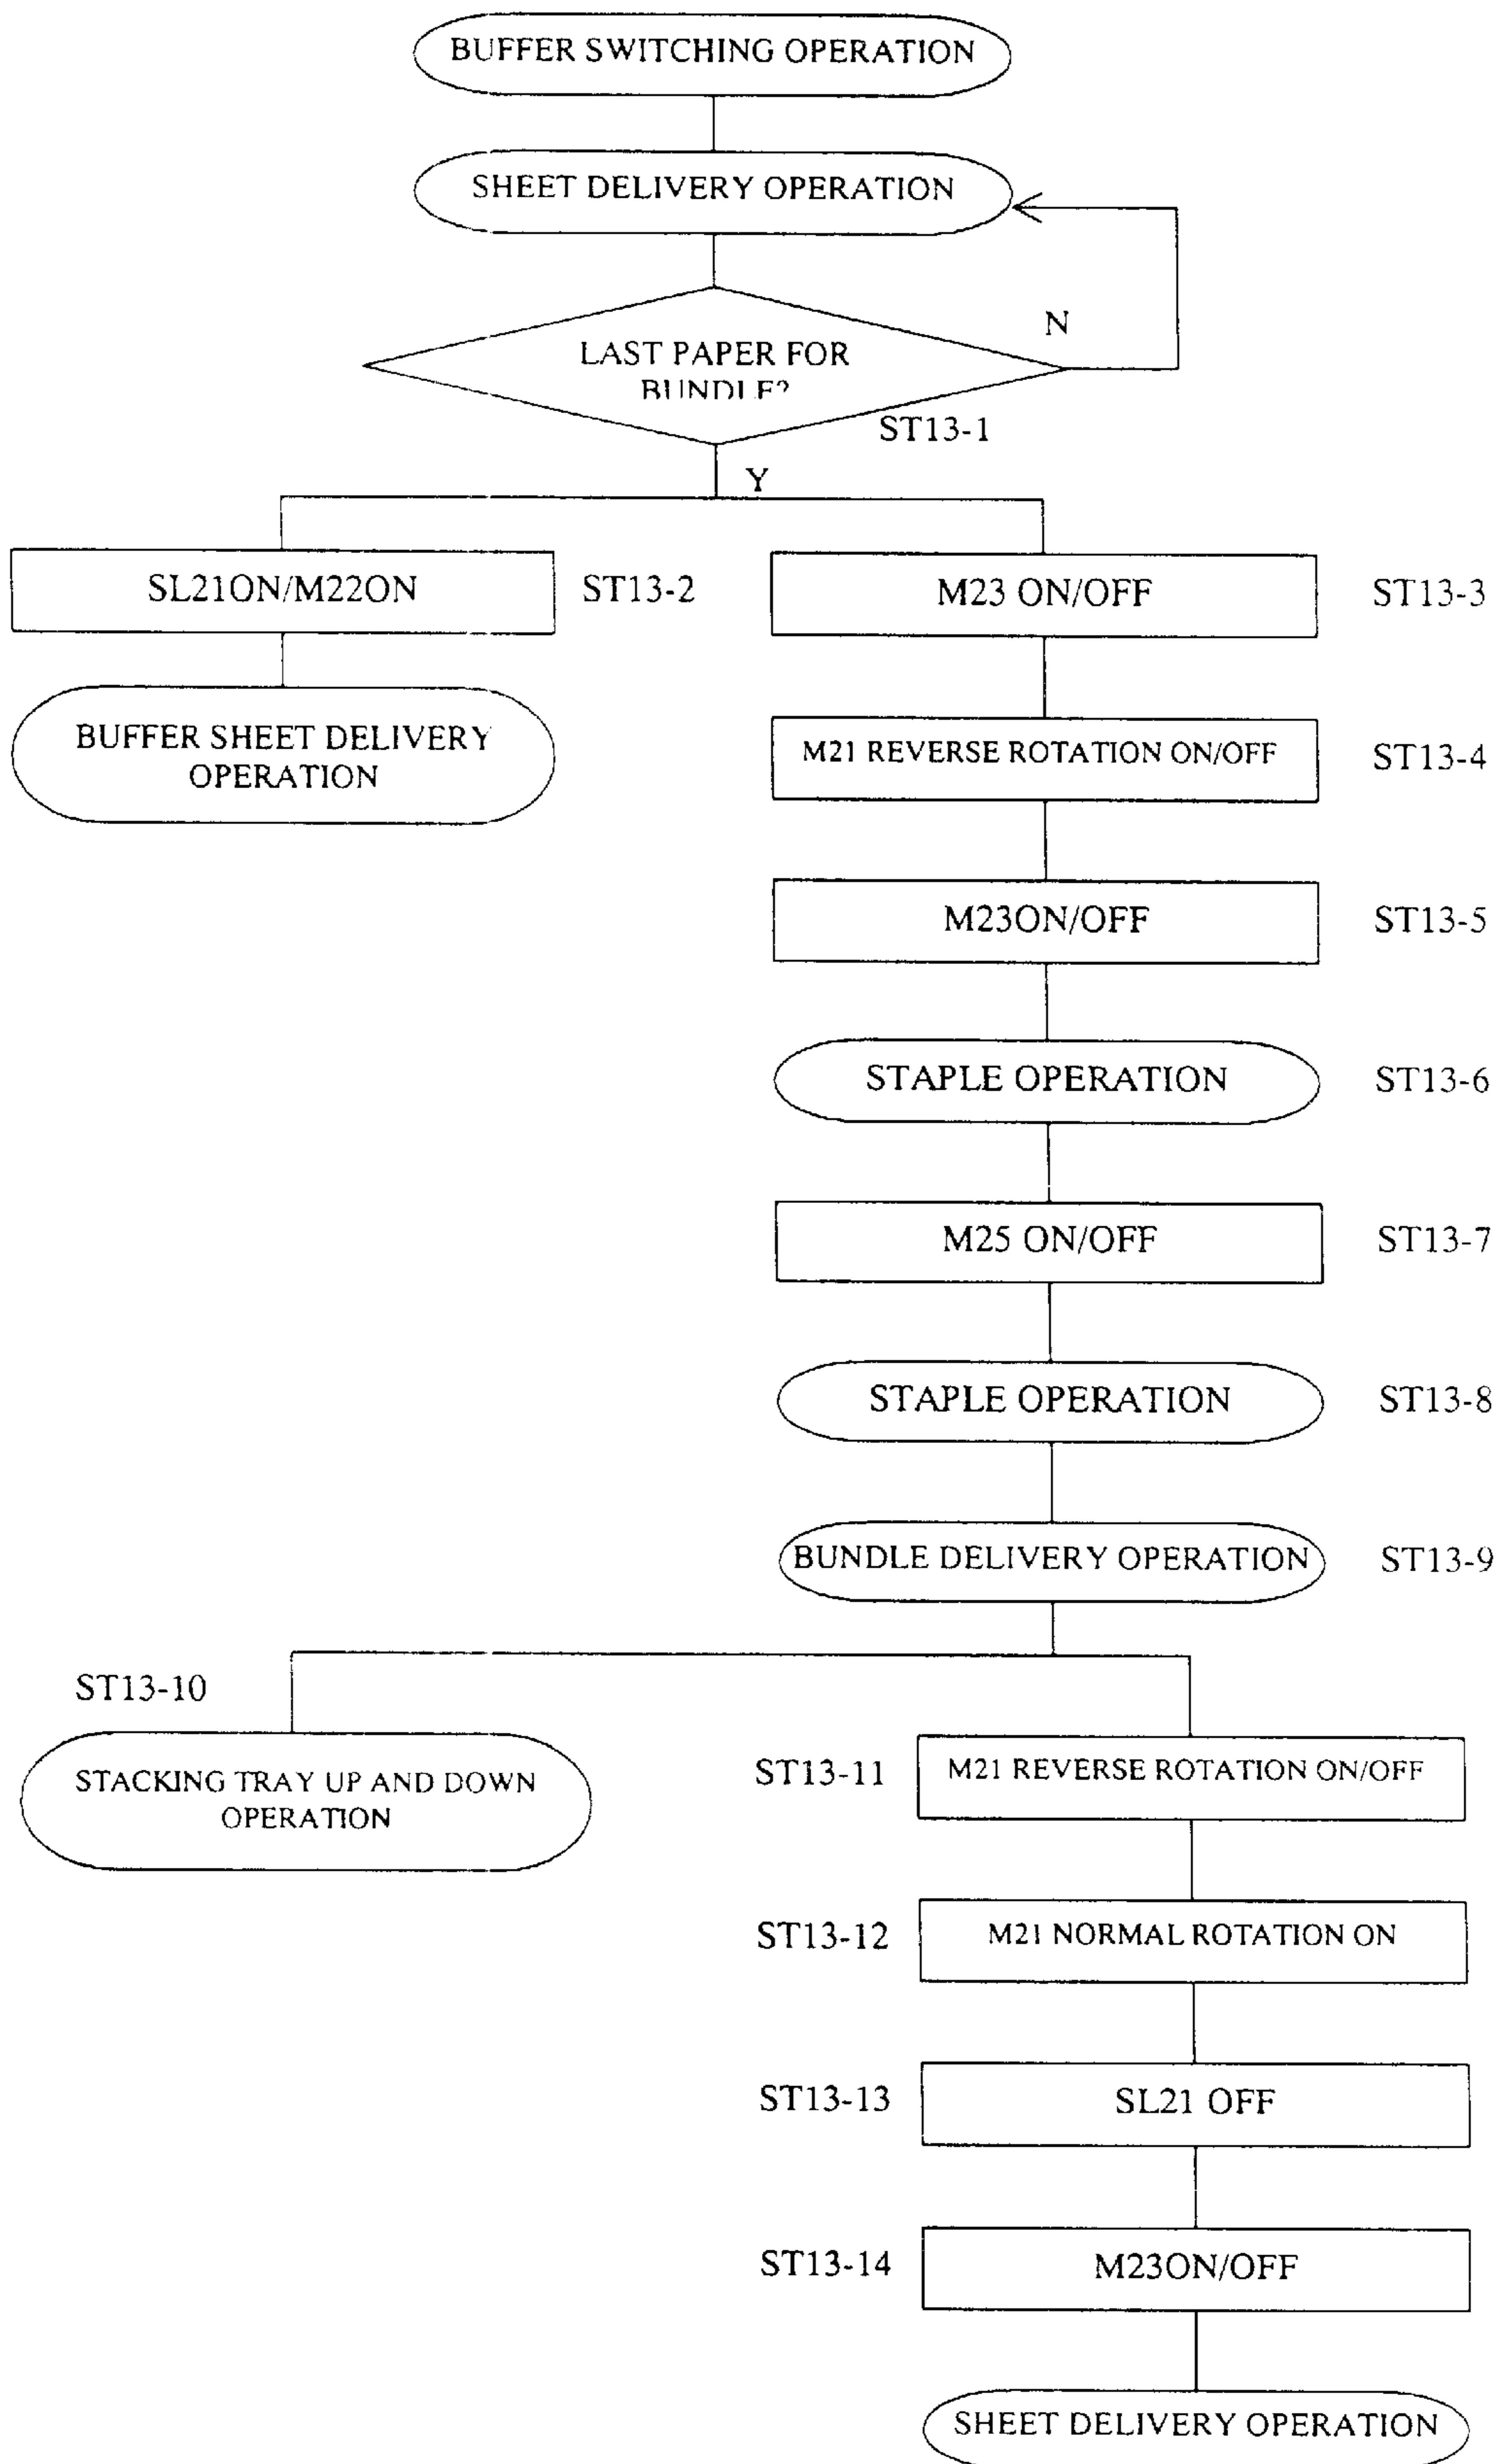 BUFFER SWITCHING OPERATION
SHEET DELIVERY OPERATION
N
LAST PAPER FOR
BUNDLE?
ST13-1
Y
SL21ON/M22ON
ST13-2
M23 ON/OFF
ST13-3
BUFFER SHEET DELIVERY
OPERATION
M21 REVERSE ROTATION ON/OFF
ST13-4
M23ON/OFF
ST13-5
STAPLE OPERATION
ST13-6
M25 ON/OFF
ST13-7
STAPLE OPERATION
ST13-8
BUNDLE DELIVERY OPERATION
ST13-9
ST13-10
STACKING TRAY UP AND DOWN
OPERATION
ST13-11
M21 REVERSE ROTATION ON/OFF
ST13-12
M21 NORMAL ROTATION ON
ST13-13
SL21 OFF
ST13-14
M23ON/OFF
SHEET DELIVERY OPERATION